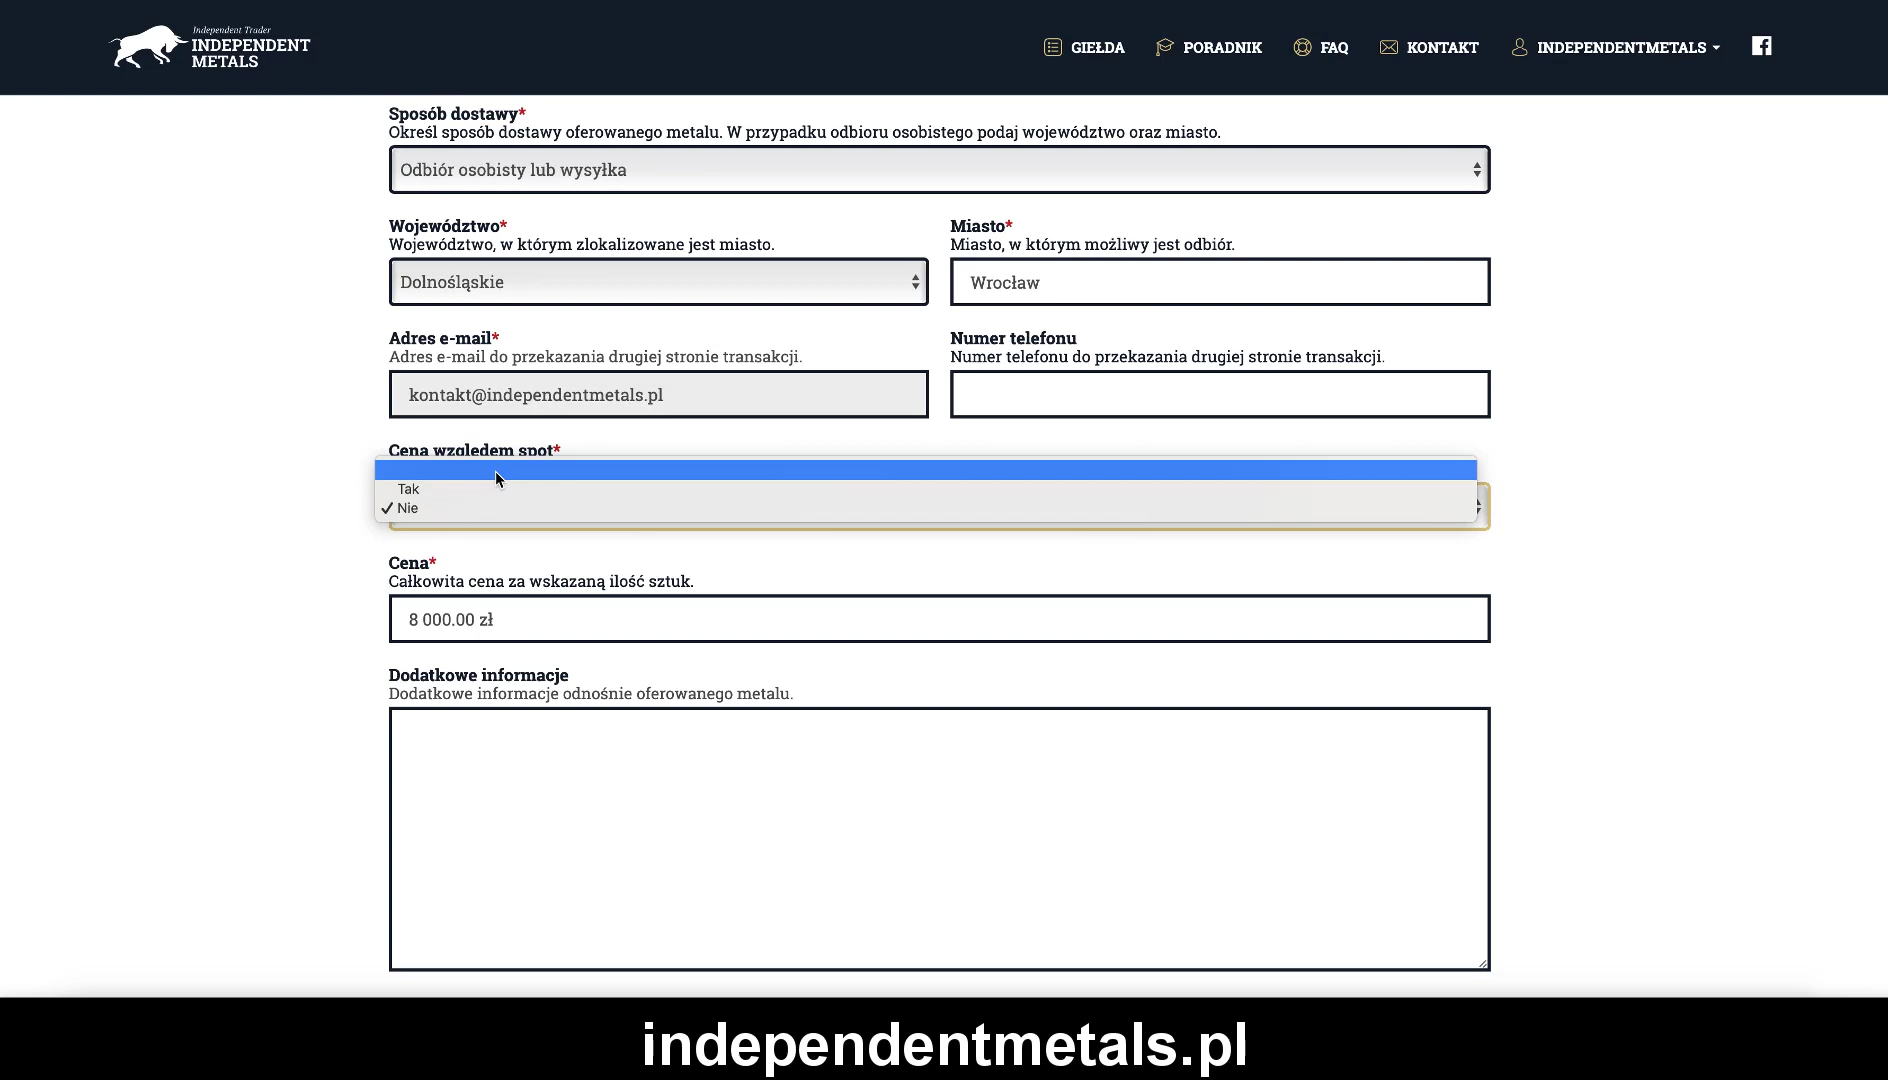 Independent Trader
INDEPENDENT
METALS
GIEŁDA
PORADNIK
FAQ
KONTAKT
INDEPENDENTMETALS
Sposób dostawy*
Określ sposób dostawy oferowanego metalu. W przypadku odbioru osobistego podaj województwo oraz miasto.
Odbiór osobisty lub wysyłka
Województwo*
Województwo, w którym zlokalizowane jest miasto.
Dolnośląskie
Miasto*
Miasto, w którym możliwy jest odbiór.
Wrocław
Adres e-mail*
Adres e-mail do przekazania drugiej stronie transakcji.
kontakt@independentmetals.pl
Numer telefonu
Numer telefonu do przekazania drugiej stronie transakcji.
Cena względem spot*
Tak
✓ Nie
Cena*
Całkowita cena za wskazaną ilość sztuk.
8 000.00 zł
Dodatkowe informacje
Dodatkowe informacje odnośnie oferowanego metalu.
independentmetals.pl